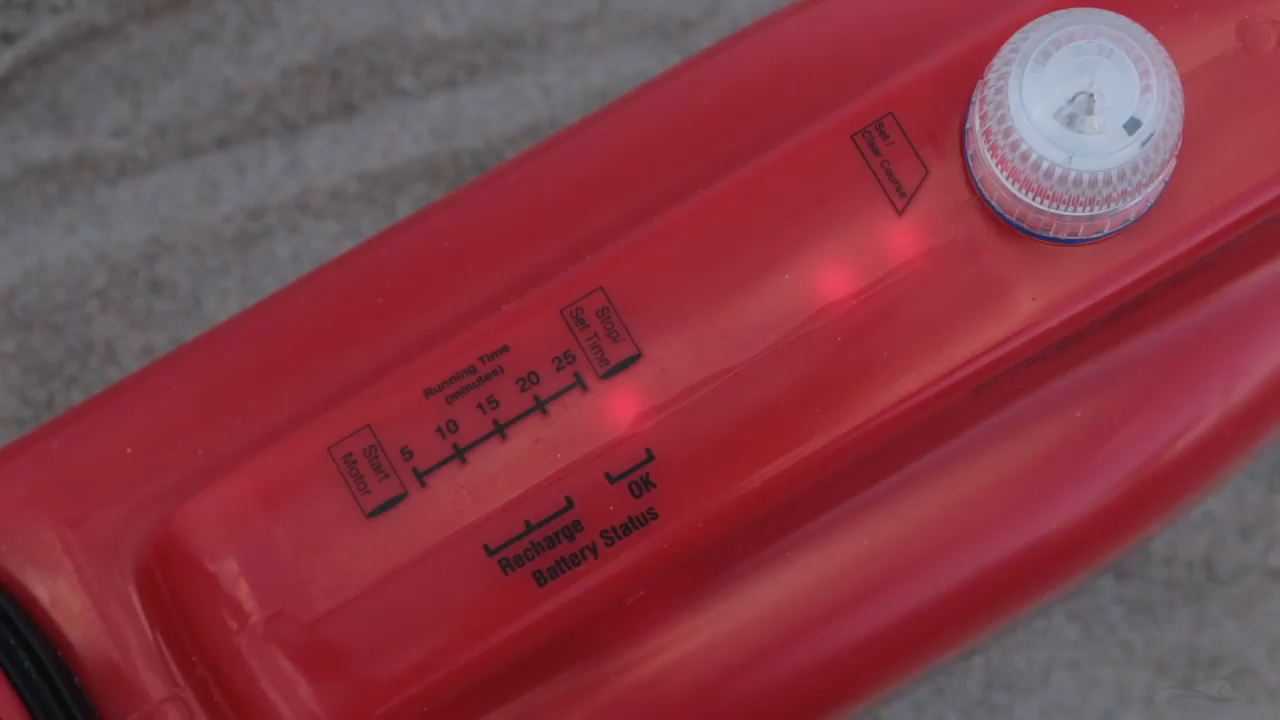 Set /
Clear Course
Stop/
Set Time
Running Time
(minutes)
5 10 15 20 25
Start
Motor
OK
Recharge
Battery Status